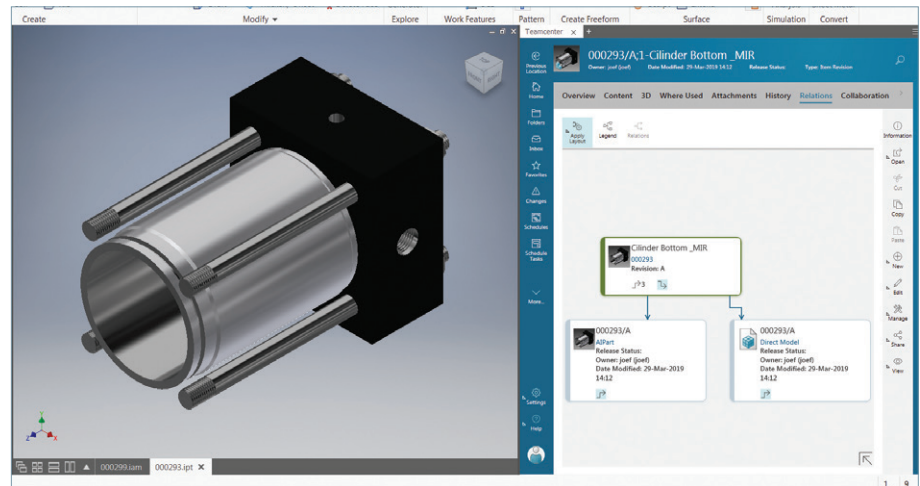 Create Modify Explore Work Features Pattern Create Freeform Surface Simulation Convert
Teamcenter x +
000293/A;1-Cilinder Bottom _MIR
Owner: joef (joef) Date Modified: 29-Mar-2019 14:12 Release Status: Type: Item Revision
Previous
Location
Home
Folders
Inbox
Favorites
Changes
Schedules
Schedule
Tasks
More...
Settings
Help
Overview Content 3D Where Used Attachments History Relations Collaboration
Apply
Layout
Legend
Relations
Cilinder Bottom _MIR
000293
Revision: A
3
000293/A
AIPart
Release Status:
Owner: joef (joef)
Date Modified: 29-Mar-2019
14:12
000293/A
Direct Model
Release Status:
Owner: joef (joef)
Date Modified: 29-Mar-2019
14:12
Information
Open
Cut
Copy
Paste
New
Edit
Manage
Share
View
Z X
000299.iam 000293.ipt X
1 8